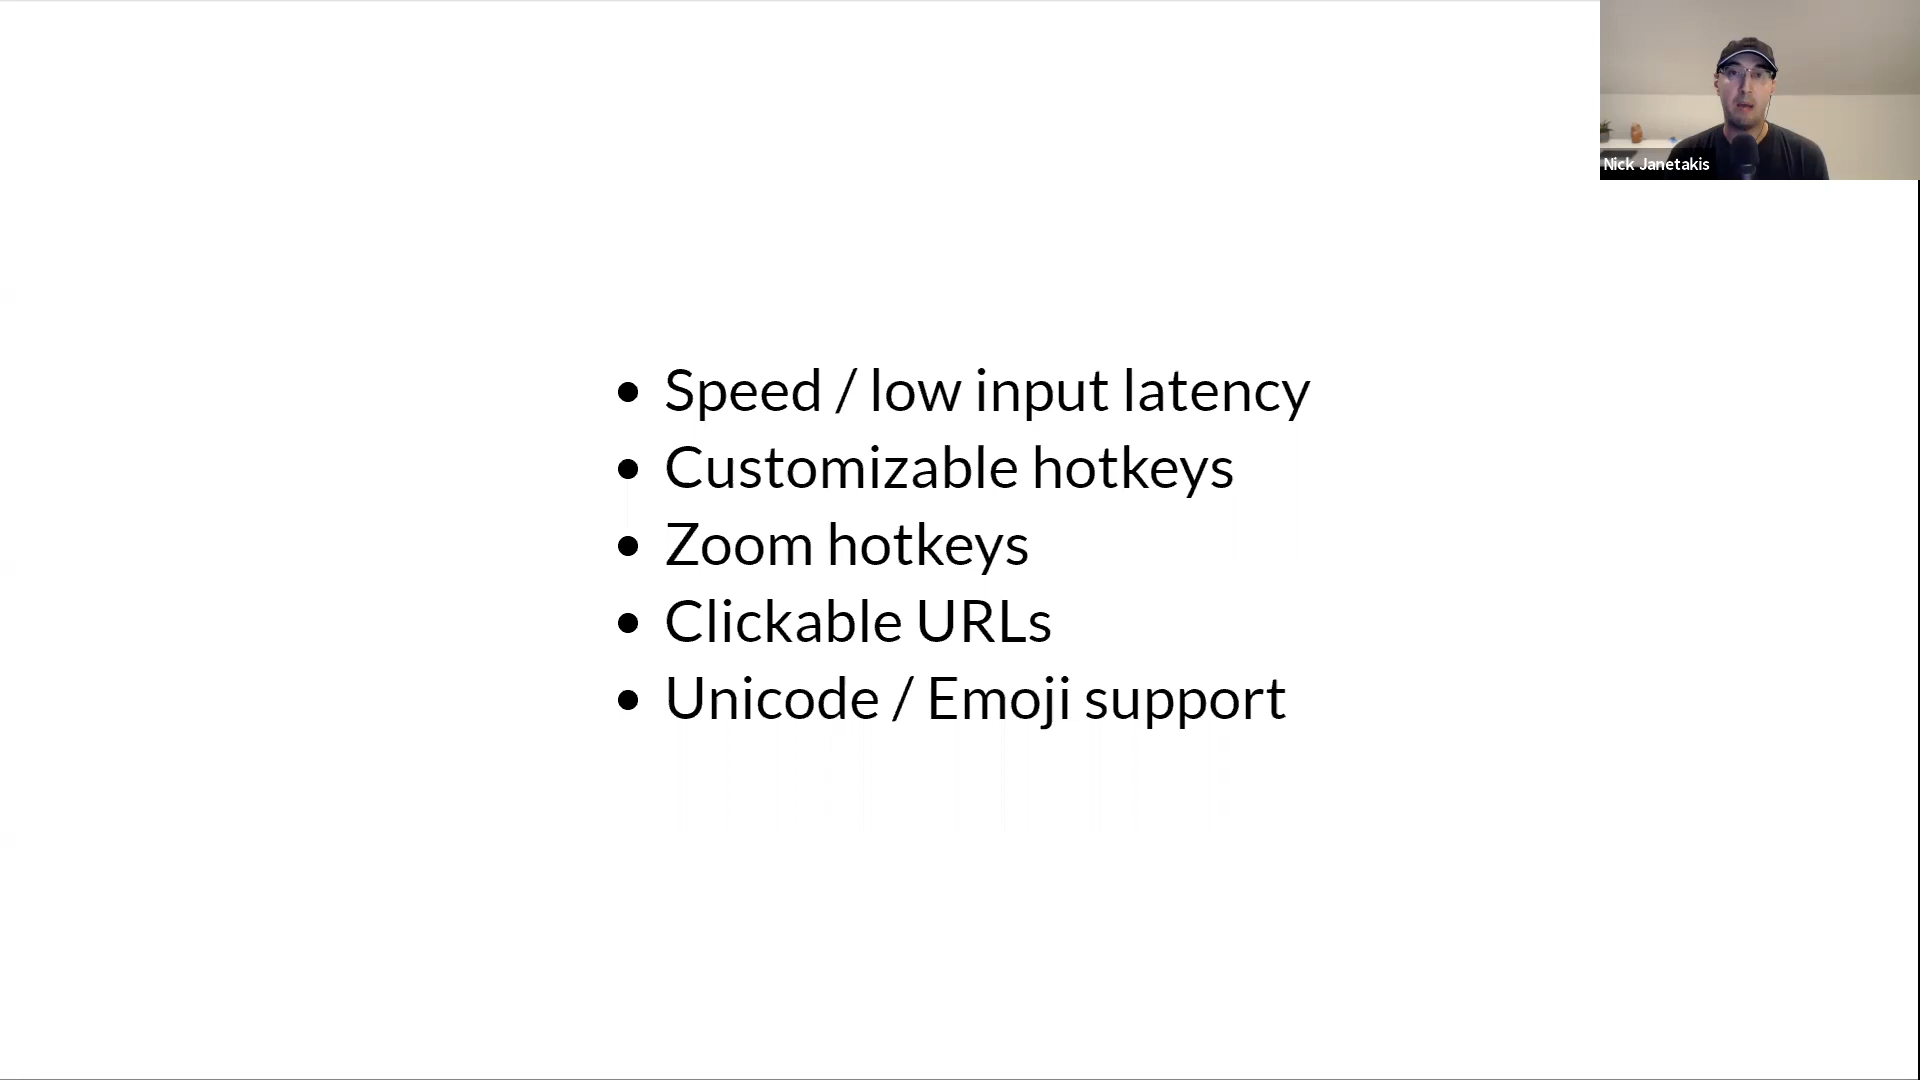 Nick Janetakis
• Speed / low input latency
• Customizable hotkeys
• Zoom hotkeys
• Clickable URLs
• Unicode / Emoji support